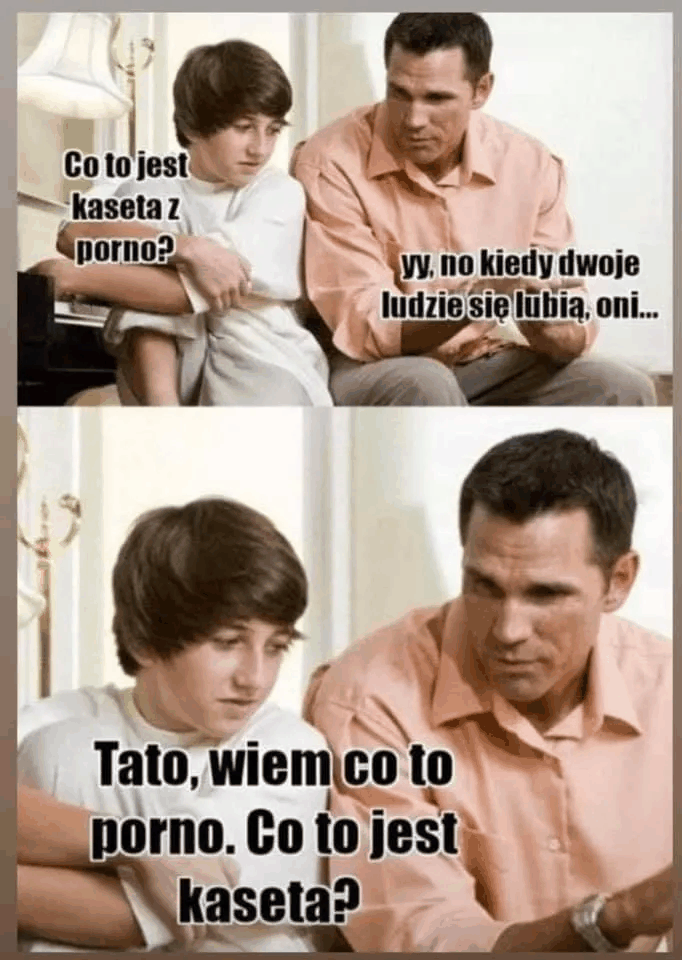 Co to jest
kaseta z
porno?
yy, no kiedy dwoje
ludzie się lubią, oni...
Tato, wiem co to
porno. Co to jest
kaseta?